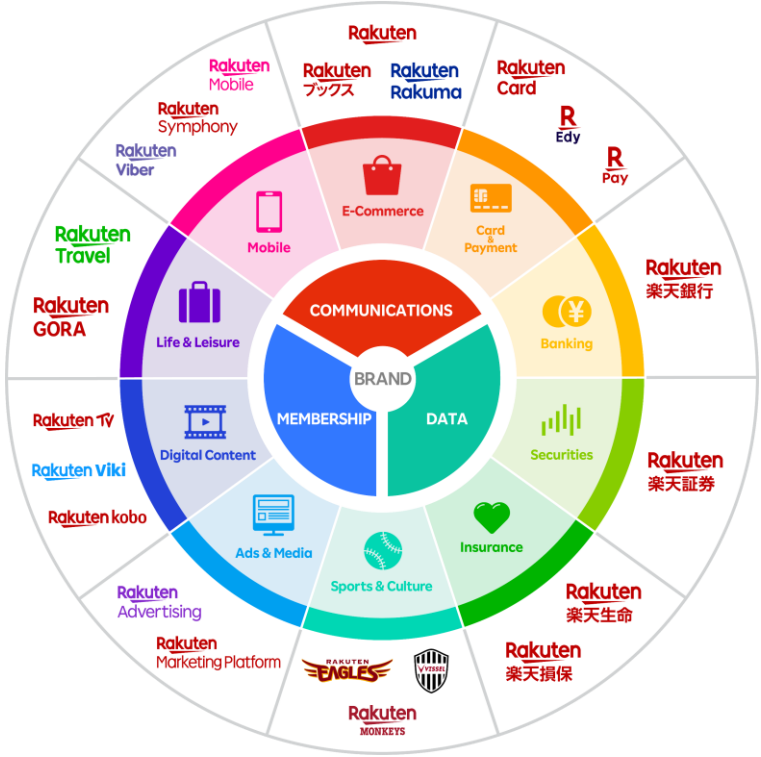 Rakuten
Rakuten
ブックス
Rakuten
Rakuma
Rakuten
Card
R
Edy
R
Pay
Rakuten
楽天銀行
Rakuten
楽天証券
Rakuten
楽天生命
Rakuten
楽天損保
RAKUTEN
EAGLES
VISSEL
Rakuten
MONKEYS
Rakuten
Marketing Platform
Rakuten
Advertising
Rakuten kobo
Rakuten Viki
Rakuten TV
Rakuten
GORA
Rakuten
Travel
Rakuten
Viber
Rakuten
Symphony
Rakuten
Mobile
E-Commerce
Card
&
Payment
¥
Banking
Securities
Insurance
Sports & Culture
Ads & Media
Digital Content
Life & Leisure
Mobile
COMMUNICATIONS
BRAND
MEMBERSHIP
DATA